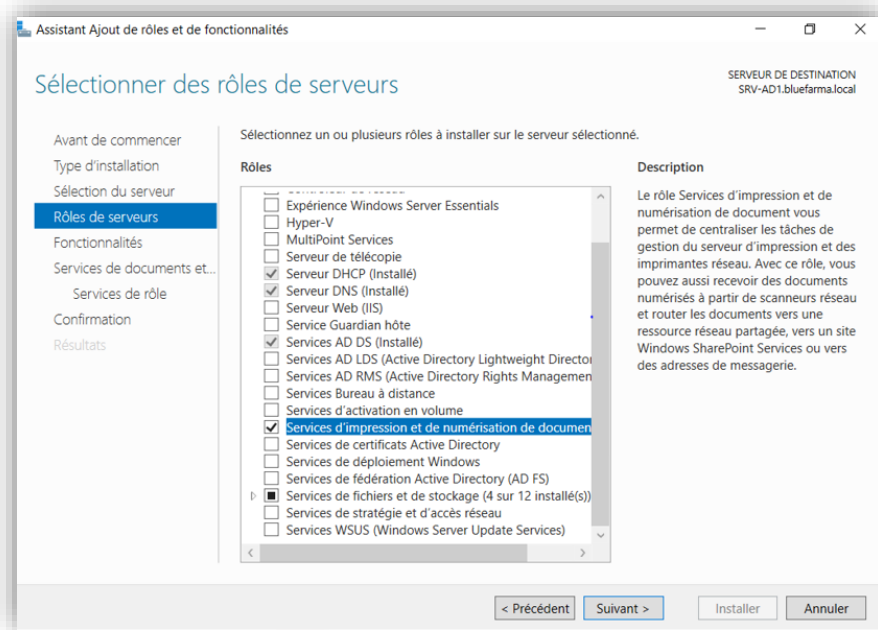 Assistant Ajout de rôles et de fonctionnalités
Sélectionner des rôles de serveurs
SERVEUR DE DESTINATION
SRV-AD1.bluefarma.local
Avant de commencer
Type d'installation
Sélection du serveur
Rôles de serveurs
Fonctionnalités
Services de documents et...
Services de rôle
Confirmation
Résultats
Sélectionnez un ou plusieurs rôles à installer sur le serveur sélectionné.
Rôles
Expérience Windows Server Essentials
Hyper-V
MultiPoint Services
Serveur de télécopie
Serveur DHCP (Installé)
Serveur DNS (Installé)
Serveur Web (IIS)
Service Guardian hôte
Services AD DS (Installé)
Services AD LDS (Active Directory Lightweight Director
Services AD RMS (Active Directory Rights Managemen
Services Bureau à distance
Services d'activation en volume
Services d'impression et de numérisation de documen
Services de certificats Active Directory
Services de déploiement Windows
Services de fédération Active Directory (AD FS)
Services de fichiers et de stockage (4 sur 12 installé(s))
Services de stratégie et d'accès réseau
Services WSUS (Windows Server Update Services)
Description
Le rôle Services d'impression et de
numérisation de document vous
permet de centraliser les tâches de
gestion du serveur d'impression et des
imprimantes réseau. Avec ce rôle, vous
pouvez aussi recevoir des documents
numérisés à partir de scanneurs réseau
et router les documents vers une
ressource réseau partagée, vers un site
Windows SharePoint Services ou vers
des adresses de messagerie.
< Précédent
Suivant >
Installer
Annuler